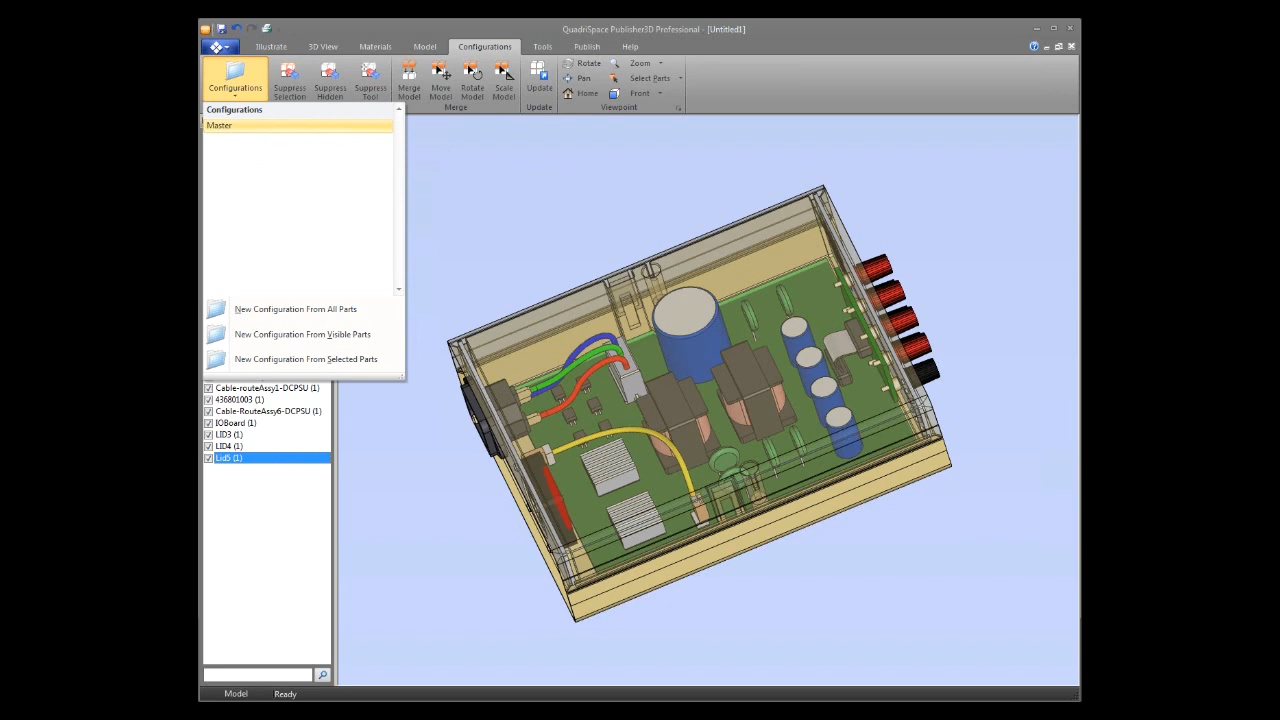 QuadriSpace Publisher3D Professional - [Untitled1]
Illustrate 3D View Materials Model Configurations Tools Publish Help
Configurations
Suppress Selection
Suppress Hidden
Suppress Tool
Merge Model
Move Model
Rotate Model
Scale Model
Merge
Update
Update
Rotate Zoom
Pan Select Parts
Home Front
Viewpoint
Configurations
Master
New Configuration From All Parts
New Configuration From Visible Parts
New Configuration From Selected Parts
Cable-routeAssy1-DCPSU (1)
436801003 (1)
Cable-RouteAssy6-DCPSU (1)
IOBoard (1)
LID3 (1)
LID4 (1)
Lid5 (1)
Model Ready